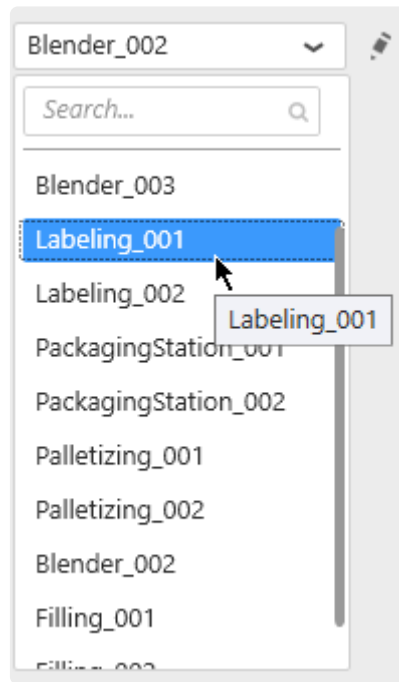 Blender_002
Search...
Blender_003
Labeling_001
Labeling_002
Labeling_001
PackagingStation_001
PackagingStation_002
Palletizing_001
Palletizing_002
Blender_002
Filling_001